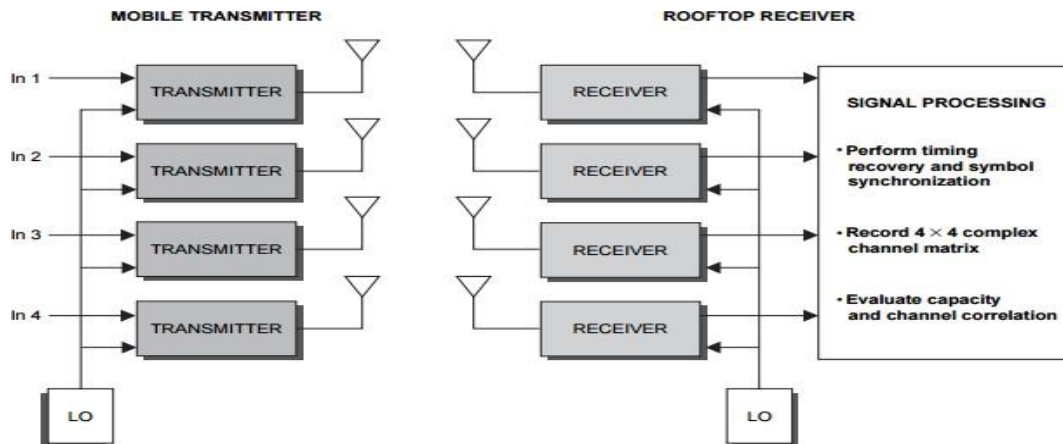 MOBILE TRANSMITTER
ROOFTOP RECEIVER
In 1
TRANSMITTER
RECEIVER
In 2
TRANSMITTER
RECEIVER
In 3
TRANSMITTER
RECEIVER
In 4
TRANSMITTER
RECEIVER
LO
LO
SIGNAL PROCESSING
• Perform timing
recovery and symbol
synchronization
• Record 4 × 4 complex
channel matrix
• Evaluate capacity
and channel correlation